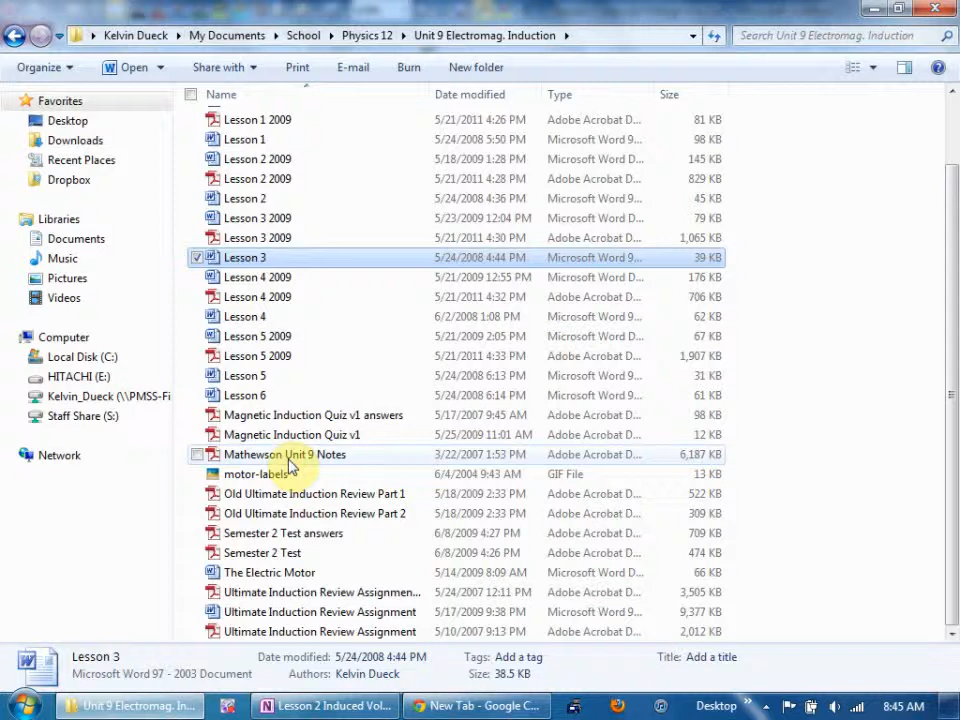 Kelvin Dueck My Documents School Physics 12 Unit 9 Electromag. Induction Search Unit 9 Electromag. Induction
Organize Open Share with Print E-mail Burn New folder
Name Date modified Type Size
Favorites
Desktop
Downloads
Recent Places
Dropbox
Libraries
Documents
Music
Pictures
Videos
Computer
Local Disk (C:)
HITACHI (E:)
Kelvin_Dueck (\\PMSS-Fi
Staff Share (S:)
Network
Lesson 1 2009 5/21/2011 4:26 PM Adobe Acrobat D... 81 KB
Lesson 1 5/24/2008 5:50 PM Microsoft Word 9... 98 KB
Lesson 2 2009 5/18/2009 1:28 PM Microsoft Word D... 145 KB
Lesson 2 2009 5/21/2011 4:28 PM Adobe Acrobat D... 829 KB
Lesson 2 5/24/2008 4:36 PM Microsoft Word 9... 45 KB
Lesson 3 2009 5/23/2009 12:04 PM Microsoft Word D... 79 KB
Lesson 3 2009 5/21/2011 4:30 PM Adobe Acrobat D... 1,065 KB
Lesson 3 5/24/2008 4:44 PM Microsoft Word 9... 39 KB
Lesson 4 2009 5/21/2009 12:55 PM Microsoft Word D... 176 KB
Lesson 4 2009 5/21/2011 4:32 PM Adobe Acrobat D... 706 KB
Lesson 4 6/2/2008 1:08 PM Microsoft Word 9... 62 KB
Lesson 5 2009 5/21/2009 2:05 PM Microsoft Word D... 67 KB
Lesson 5 2009 5/21/2011 4:33 PM Adobe Acrobat D... 1,907 KB
Lesson 5 5/24/2008 6:13 PM Microsoft Word 9... 31 KB
Lesson 6 5/24/2008 6:14 PM Microsoft Word 9... 61 KB
Magnetic Induction Quiz v1 answers 5/17/2007 9:45 AM Adobe Acrobat D... 98 KB
Magnetic Induction Quiz v1 5/25/2009 11:01 AM Adobe Acrobat D... 12 KB
Mathewson Unit 9 Notes 3/22/2007 1:53 PM Adobe Acrobat D... 6,187 KB
motor-labels 6/4/2004 9:43 AM GIF File 13 KB
Old Ultimate Induction Review Part 1 5/18/2009 2:33 PM Adobe Acrobat D... 522 KB
Old Ultimate Induction Review Part 2 5/18/2009 2:33 PM Adobe Acrobat D... 309 KB
Semester 2 Test answers 6/8/2009 4:27 PM Adobe Acrobat D... 709 KB
Semester 2 Test 6/8/2009 4:26 PM Adobe Acrobat D... 474 KB
The Electric Motor 5/14/2009 8:09 AM Microsoft Word D... 66 KB
Ultimate Induction Review Assignmen... 5/24/2007 12:11 PM Adobe Acrobat D... 3,505 KB
Ultimate Induction Review Assignment 5/17/2009 9:38 PM Microsoft Word 9... 9,377 KB
Ultimate Induction Review Assignment 5/10/2007 9:13 PM Adobe Acrobat D... 2,012 KB
Lesson 3 Date modified: 5/24/2008 4:44 PM Tags: Add a tag Title: Add a title
Microsoft Word 97 - 2003 Document Authors: Kelvin Dueck Size: 38.5 KB
Unit 9 Electromag. In... Lesson 2 Induced Vol... New Tab - Google C... Desktop 8:45 AM